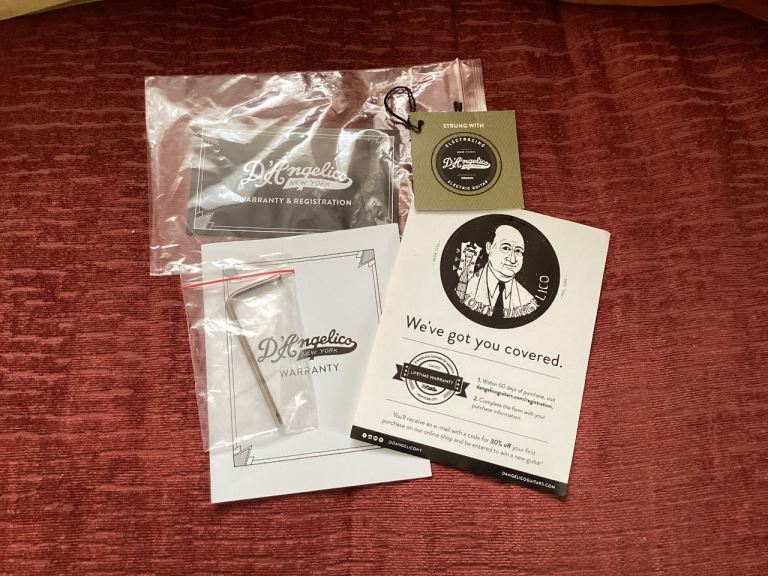 D'Angelico
NEW YORK
WARRANTY & REGISTRATION
STRUNG WITH
ELECTROZINC
D'Angelico
ELECTRIC GUITAR
D'Angelico
NEW YORK
WARRANTY
We've got you covered.
LIFETIME WARRANTY
1. Within 60 days of purchase, visit
dangelicoguitars.com/registration.
2. Complete the form with your
purchase information.
You'll receive an e-mail with a code for 30% off your first
purchase on our online shop and be entered to win a new guitar!
@DANGELICONY
DANGELICOGUITARS.COM